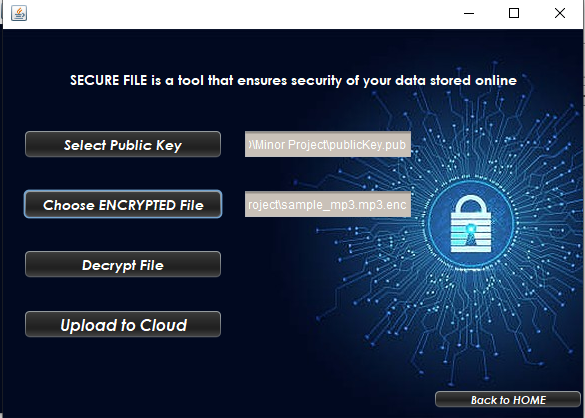 SECURE FILE is a tool that ensures security of your data stored online
Select Public Key
)\Minor Project\publicKey.pub
Choose ENCRYPTED File
roject\sample_mp3.mp3.enc
Decrypt File
Upload to Cloud
Back to HOME